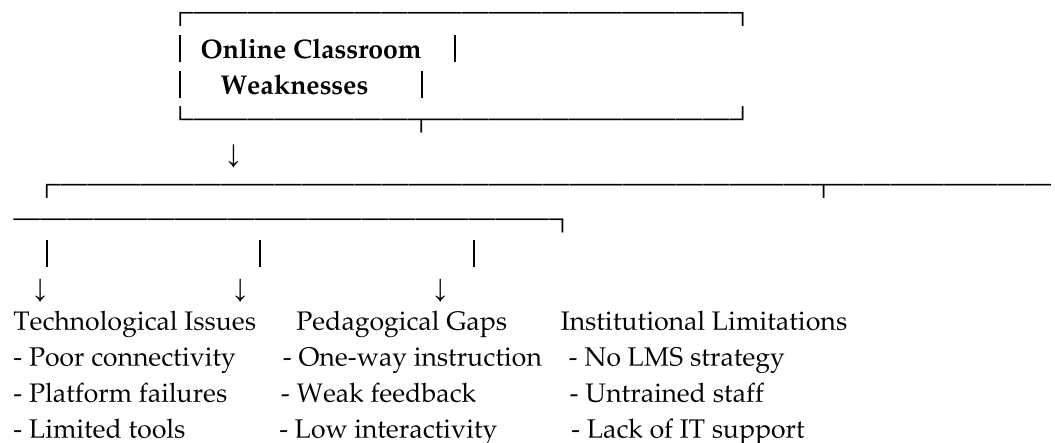 Online Classroom
Weaknesses
Technological Issues Pedagogical Gaps Institutional Limitations
- Poor connectivity - One-way instruction - No LMS strategy
- Platform failures - Weak feedback - Untrained staff
- Limited tools - Low interactivity - Lack of IT support